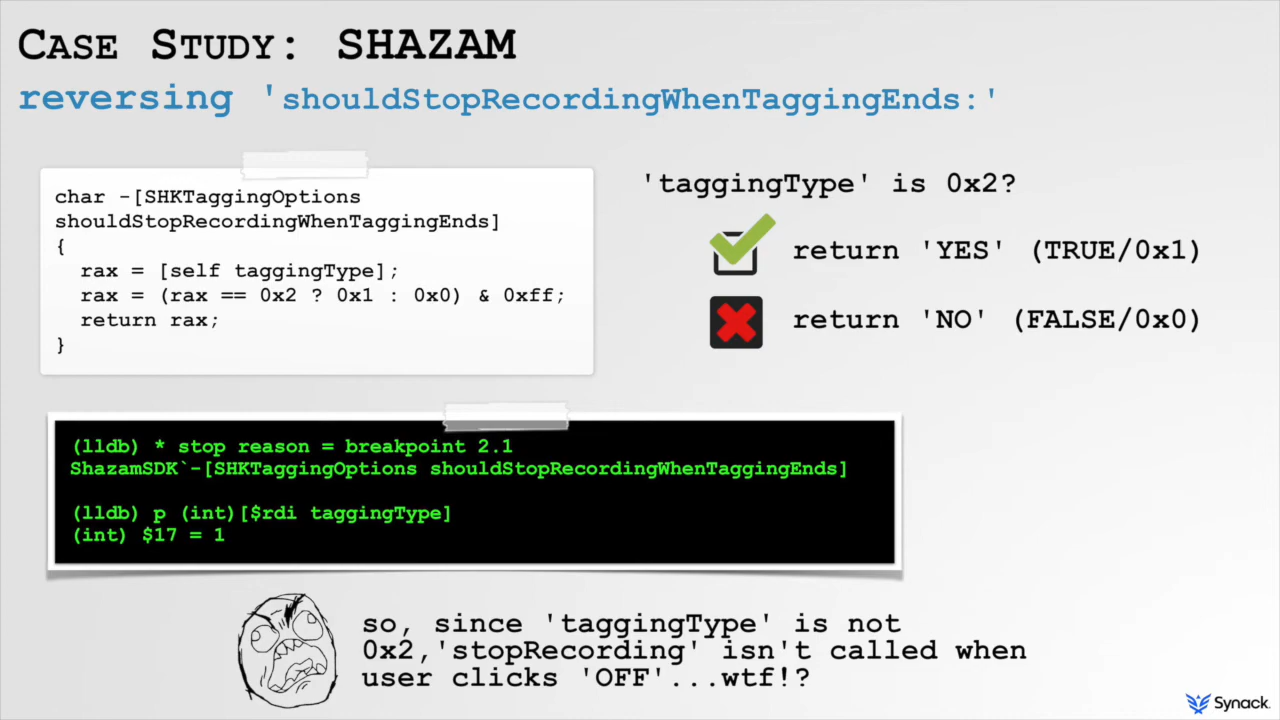 CASE STUDY: SHAZAM
reversing 'shouldStopRecordingWhenTaggingEnds:'
char -[SHKTaggingOptions
shouldStopRecordingWhenTaggingEnds]
{
rax = [self taggingType];
rax = (rax == 0x2 ? 0x1 : 0x0) & 0xff;
return rax;
}
'taggingType' is 0x2?
return 'YES' (TRUE/0x1)
return 'NO' (FALSE/0x0)
(lldb) * stop reason = breakpoint 2.1
ShazamSDK`-[SHKTaggingOptions shouldStopRecordingWhenTaggingEnds]
(lldb) p (int)[$rdi taggingType]
(int) $17 = 1
so, since 'taggingType' is not
0x2,'stopRecording' isn't called when
user clicks 'OFF'...wtf!?
Synack.